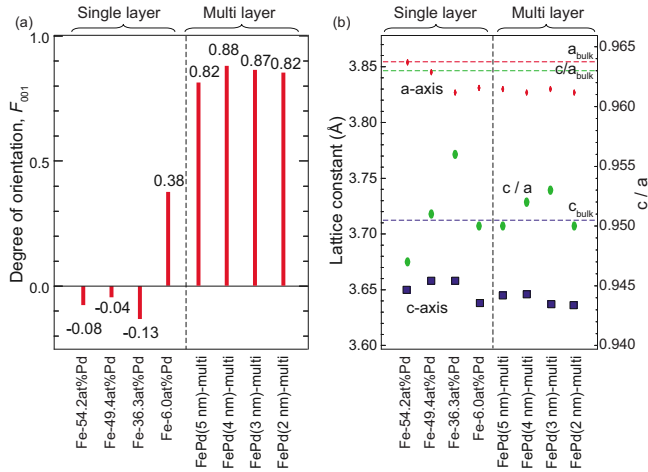 (a)
Single layer
Multi layer
Degree of orientation, F001
1.0
0.5
0.0
-0.08
-0.04
-0.13
0.38
0.82
0.88
0.87
0.82
Fe-54.2at%Pd
Fe-49.4at%Pd
Fe-36.3at%Pd
Fe-6.0at%Pd
FePd(5 nm)-multi
FePd(4 nm)-multi
FePd(3 nm)-multi
FePd(2 nm)-multi
(b)
Single layer
Multi layer
Lattice constant (Å)
3.85
3.80
3.75
3.70
3.65
3.60
a-axis
c-axis
c / a
abulk
c/abulk
cbulk
0.965
0.960
0.955
0.950
0.945
0.940
c / a
Fe-54.2at%Pd
Fe-49.4at%Pd
Fe-36.3at%Pd
Fe-6.0at%Pd
FePd(5 nm)-multi
FePd(4 nm)-multi
FePd(3 nm)-multi
FePd(2 nm)-multi